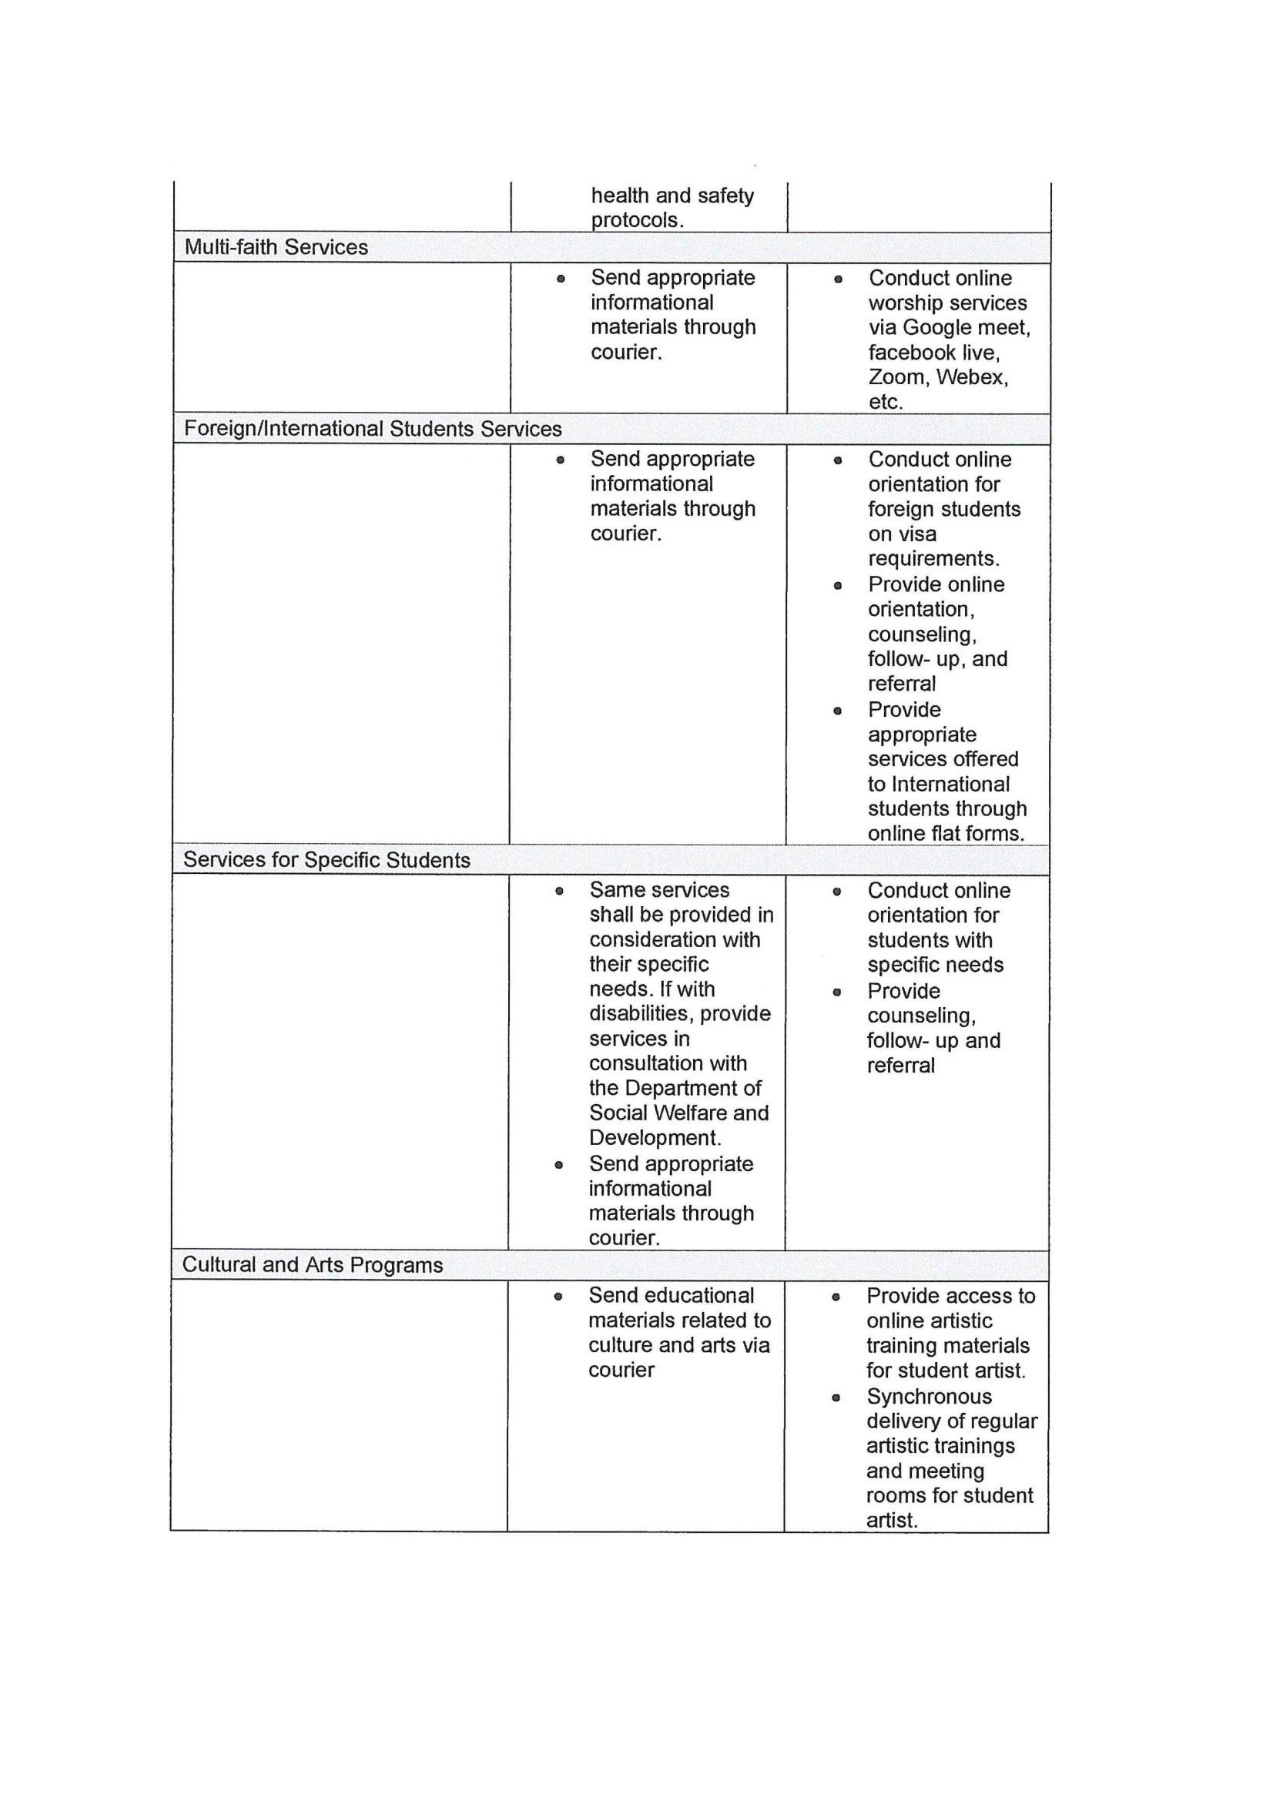 health and safety
protocols.
Multi-faith Services
• Send appropriate
informational
materials through
courier.
• Conduct online
worship services
via Google meet,
facebook live,
Zoom, Webex,
etc.
Foreign/International Students Services
• Send appropriate
informational
materials through
courier.
• Conduct online
orientation for
foreign students
on visa
requirements.
• Provide online
orientation,
counseling,
follow- up, and
referral
• Provide
appropriate
services offered
to International
students through
online flat forms.
Services for Specific Students
• Same services
shall be provided in
consideration with
their specific
needs. If with
disabilities, provide
services in
consultation with
the Department of
Social Welfare and
Development.
• Send appropriate
informational
materials through
courier.
• Conduct online
orientation for
students with
specific needs
• Provide
counseling,
follow- up and
referral
Cultural and Arts Programs
• Send educational
materials related to
culture and arts via
courier
• Provide access to
online artistic
training materials
for student artist.
• Synchronous
delivery of regular
artistic trainings
and meeting
rooms for student
artist.